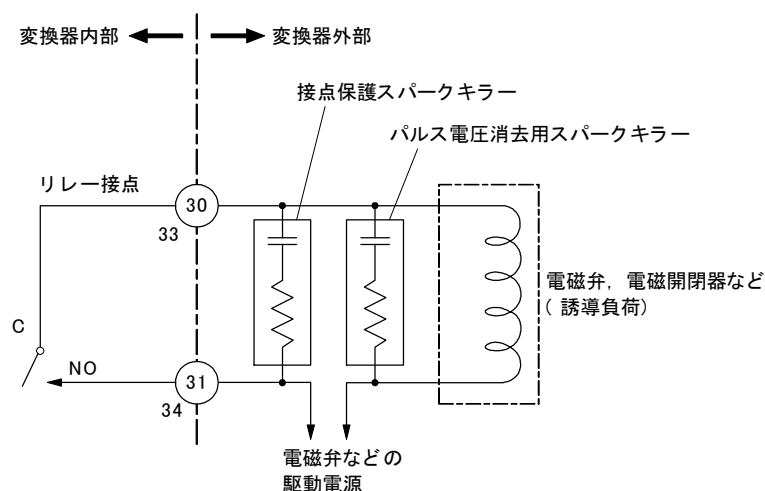 変換器内部
変換器外部
接点保護スパークキラー
パルス電圧消去用スパークキラー
リレー接点
30
33
電磁弁，電磁開閉器など
（ 誘導負荷）
C
NO
31
34
電磁弁などの
駆動電源